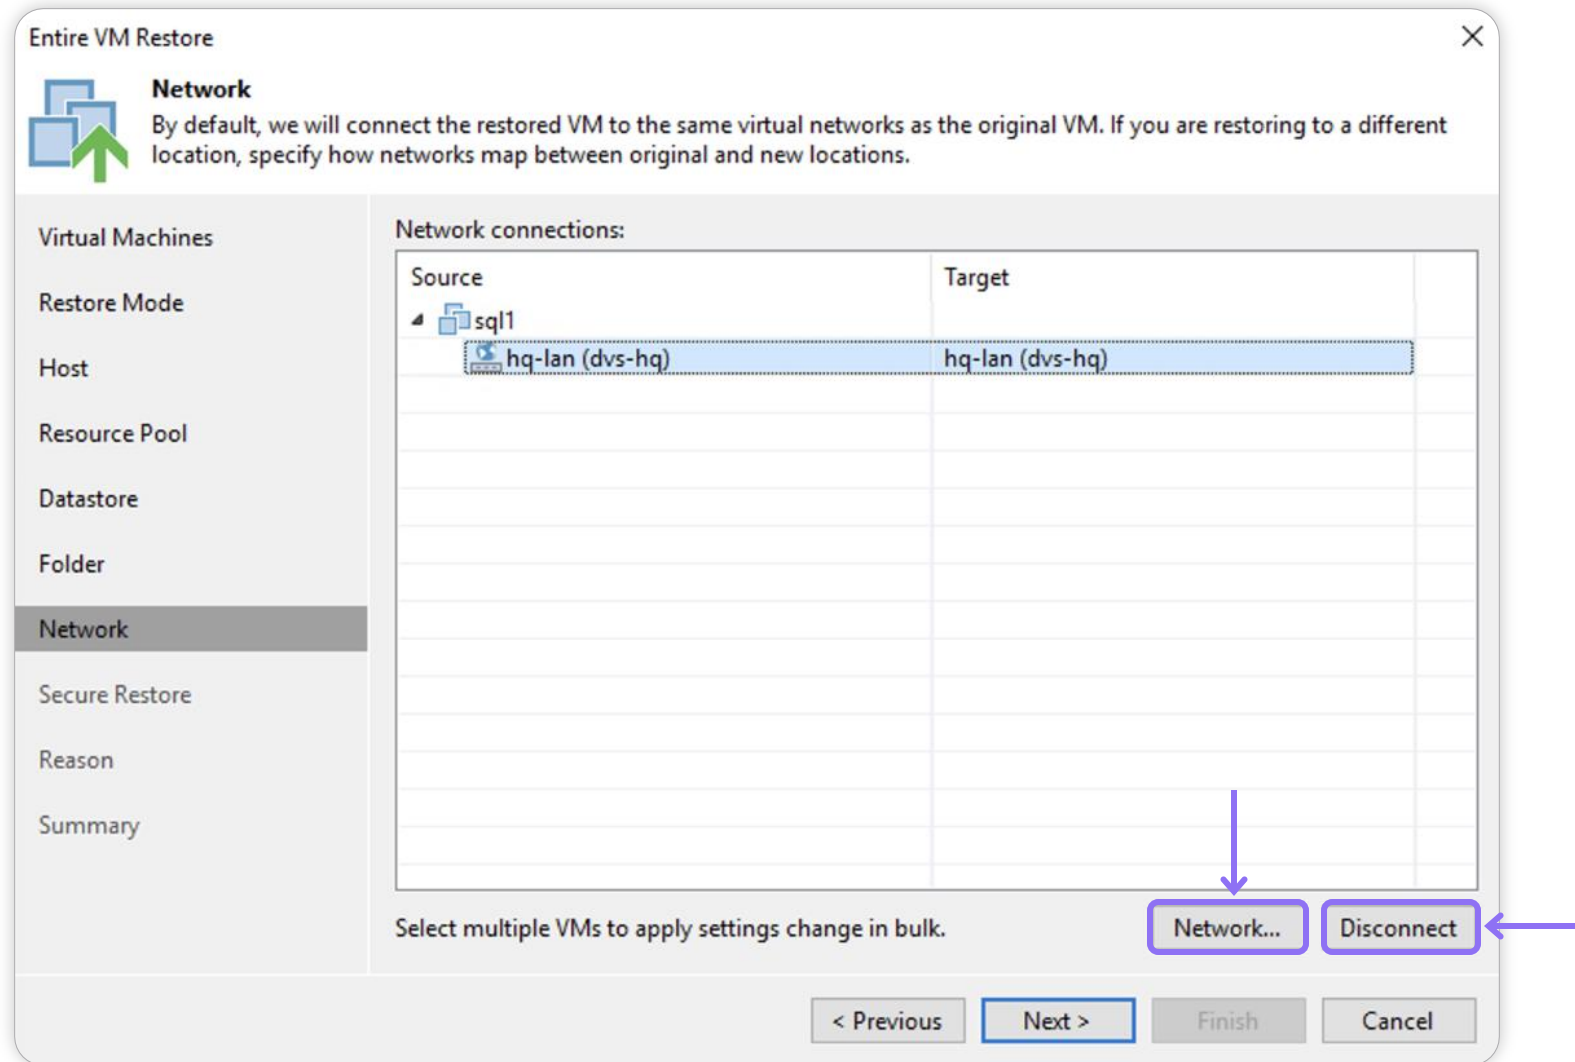 Entire VM Restore
Network
By default, we will connect the restored VM to the same virtual networks as the original VM. If you are restoring to a different
location, specify how networks map between original and new locations.
Virtual Machines
Restore Mode
Host
Resource Pool
Datastore
Folder
Network
Secure Restore
Reason
Summary
Network connections:
Source Target
sql1
hq-lan (dvs-hq) hq-lan (dvs-hq)
Select multiple VMs to apply settings change in bulk. Network... Disconnect
< Previous Next > Finish Cancel